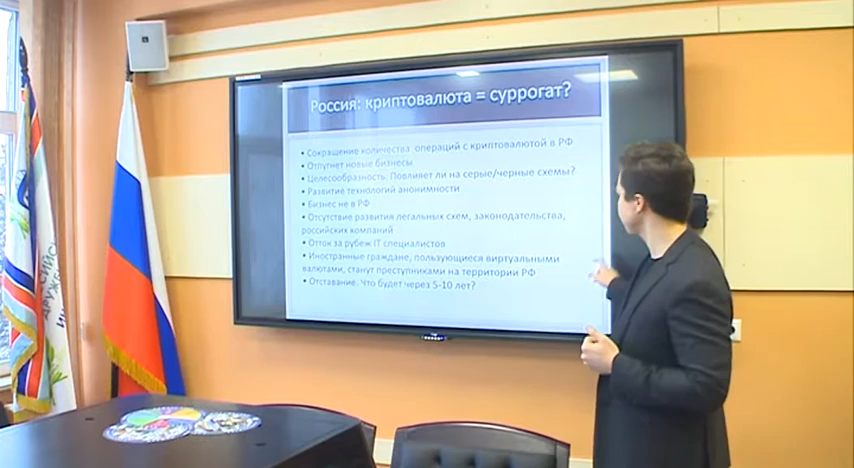 Россия: криптовалюта = суррогат?
• Сокращение количества операций с криптовалютой в РФ
• Отпугнет новые бизнесы
• Целесообразность. Повлияет ли на серые/черные схемы?
• Развитие технологий анонимности
• Бизнес не в РФ
• Отсутствие развития легальных схем, законодательства,
российских компаний
• Отток за рубеж IT специалистов
• Иностранные граждане, пользующиеся виртуальными
валютами, станут преступниками на территории РФ
• Отставание. Что будет через 5-10 лет?